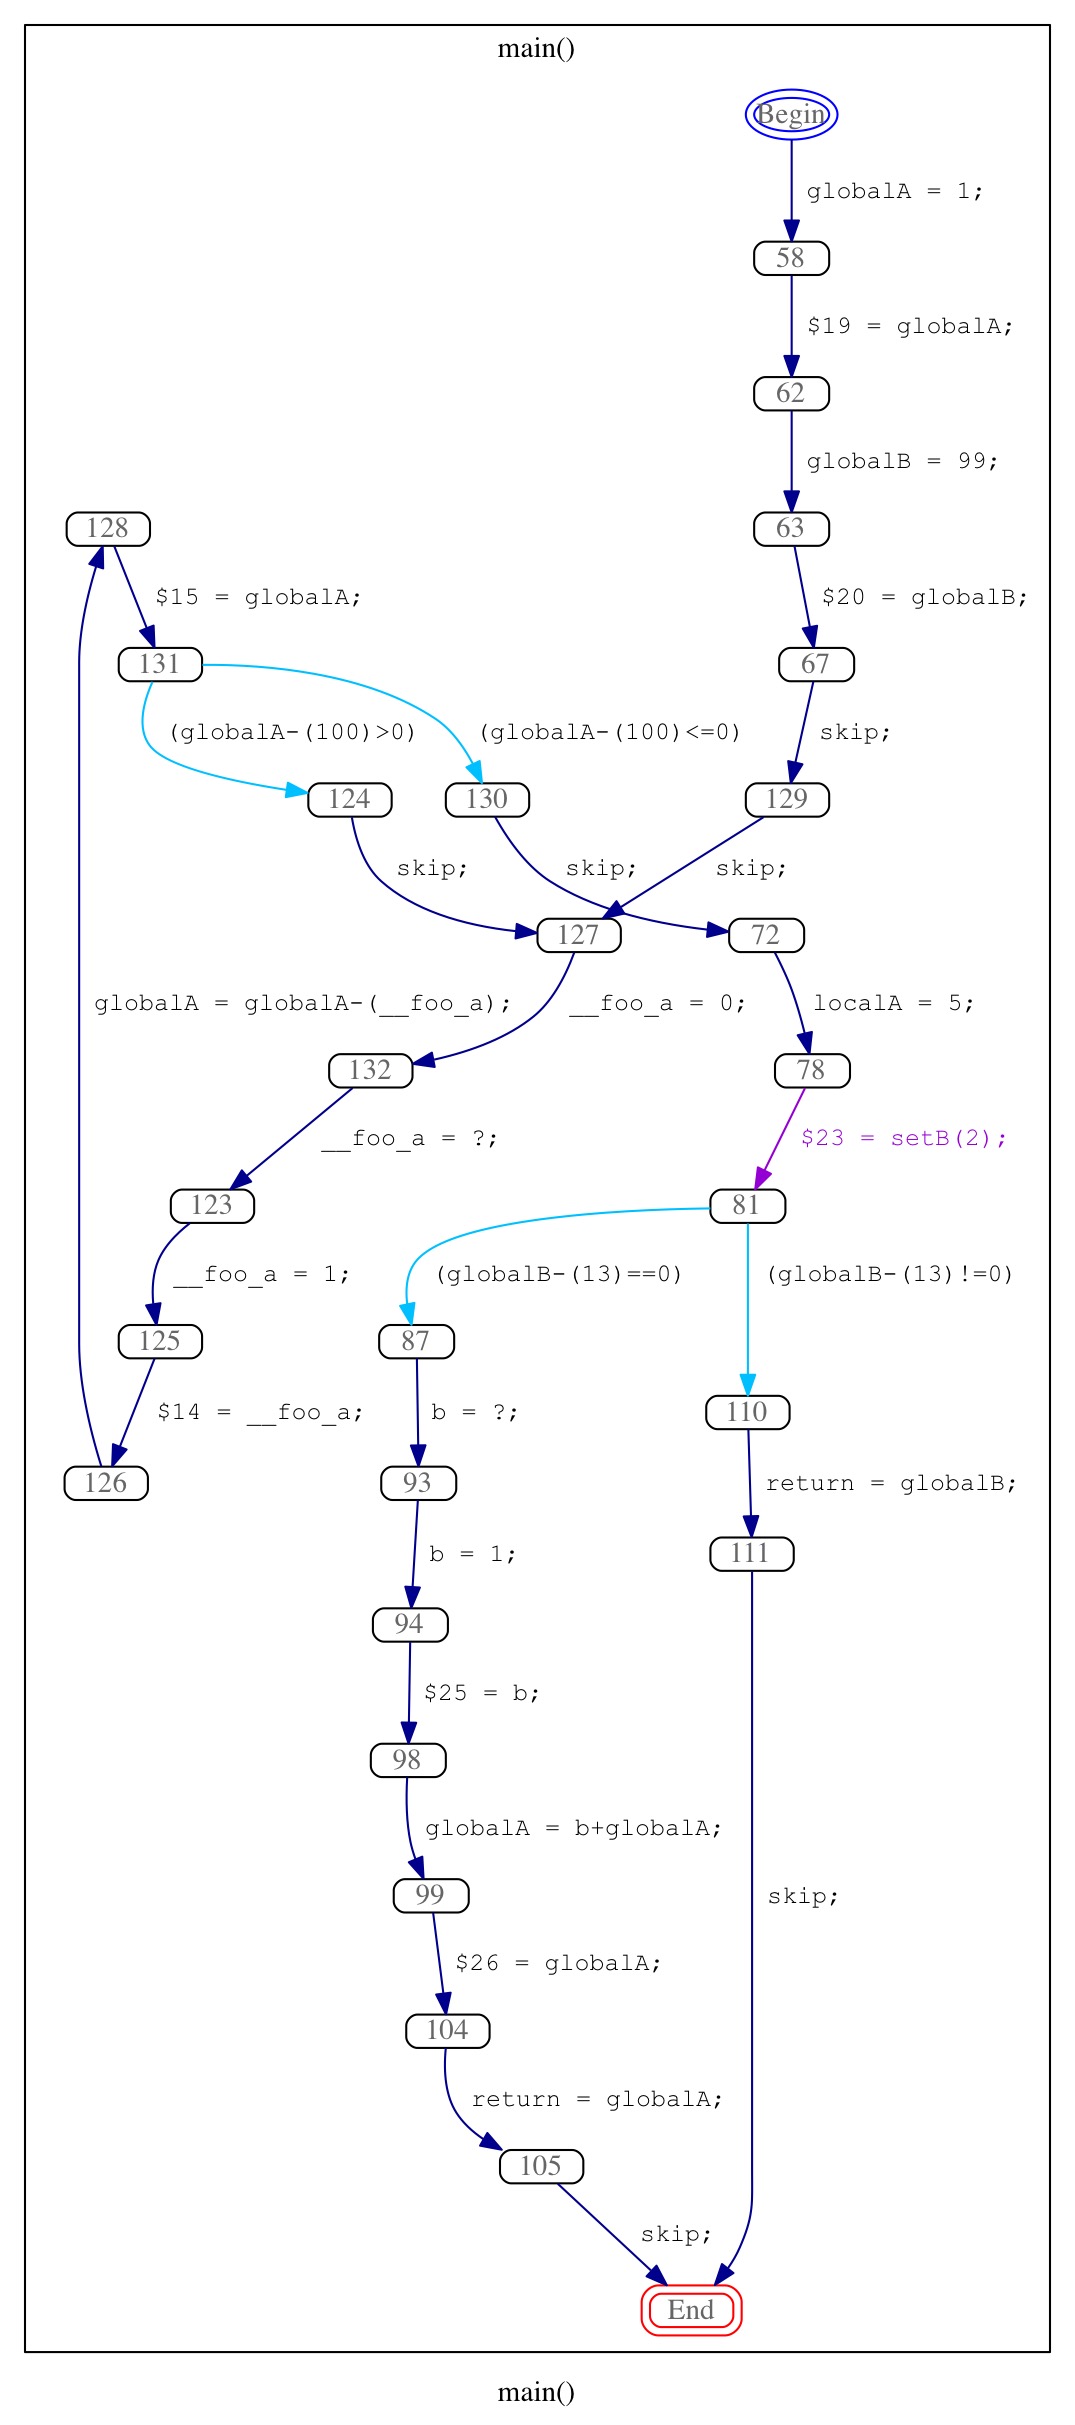 main()
Begin
globalA = 1;
58
$19 = globalA;
62
globalB = 99;
128
63
$15 = globalA;
$20 = globalB;
131
67
(globalA-(100)>0)
(globalA-(100)<=0)
skip;
124
130
129
skip;
skip;
skip;
127
72
globalA = globalA-(__foo_a);
__foo_a = 0;
localA = 5;
132
78
__foo_a = ?;
$23 = setB(2);
123
81
__foo_a = 1;
(globalB-(13)==0)
(globalB-(13)!=0)
125
87
$14 = __foo_a;
b = ?;
110
126
93
return = globalB;
b = 1;
111
94
$25 = b;
98
globalA = b+globalA;
99
skip;
$26 = globalA;
104
return = globalA;
105
skip;
End
main()